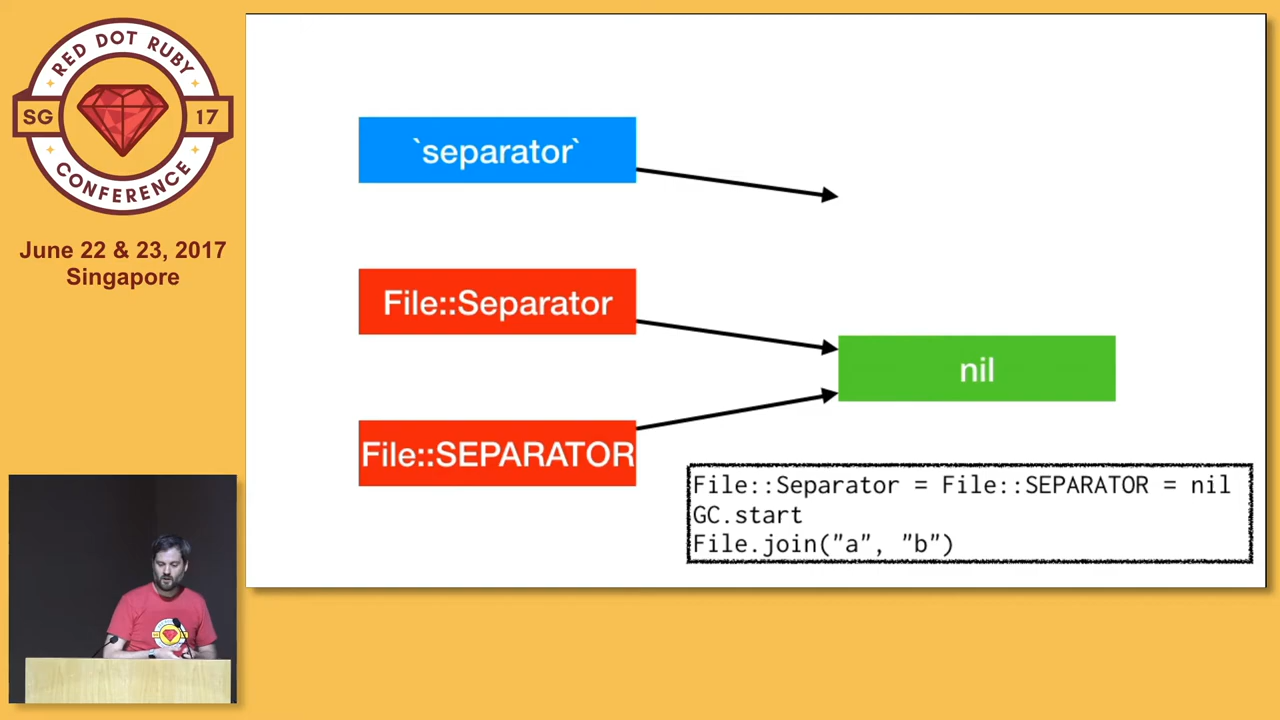 RED DOT RUBY
SG 17
CONFERENCE
June 22 & 23, 2017
Singapore
`separator`
File::Separator
nil
File::SEPARATOR
File::Separator = File::SEPARATOR = nil
GC.start
File.join("a", "b")